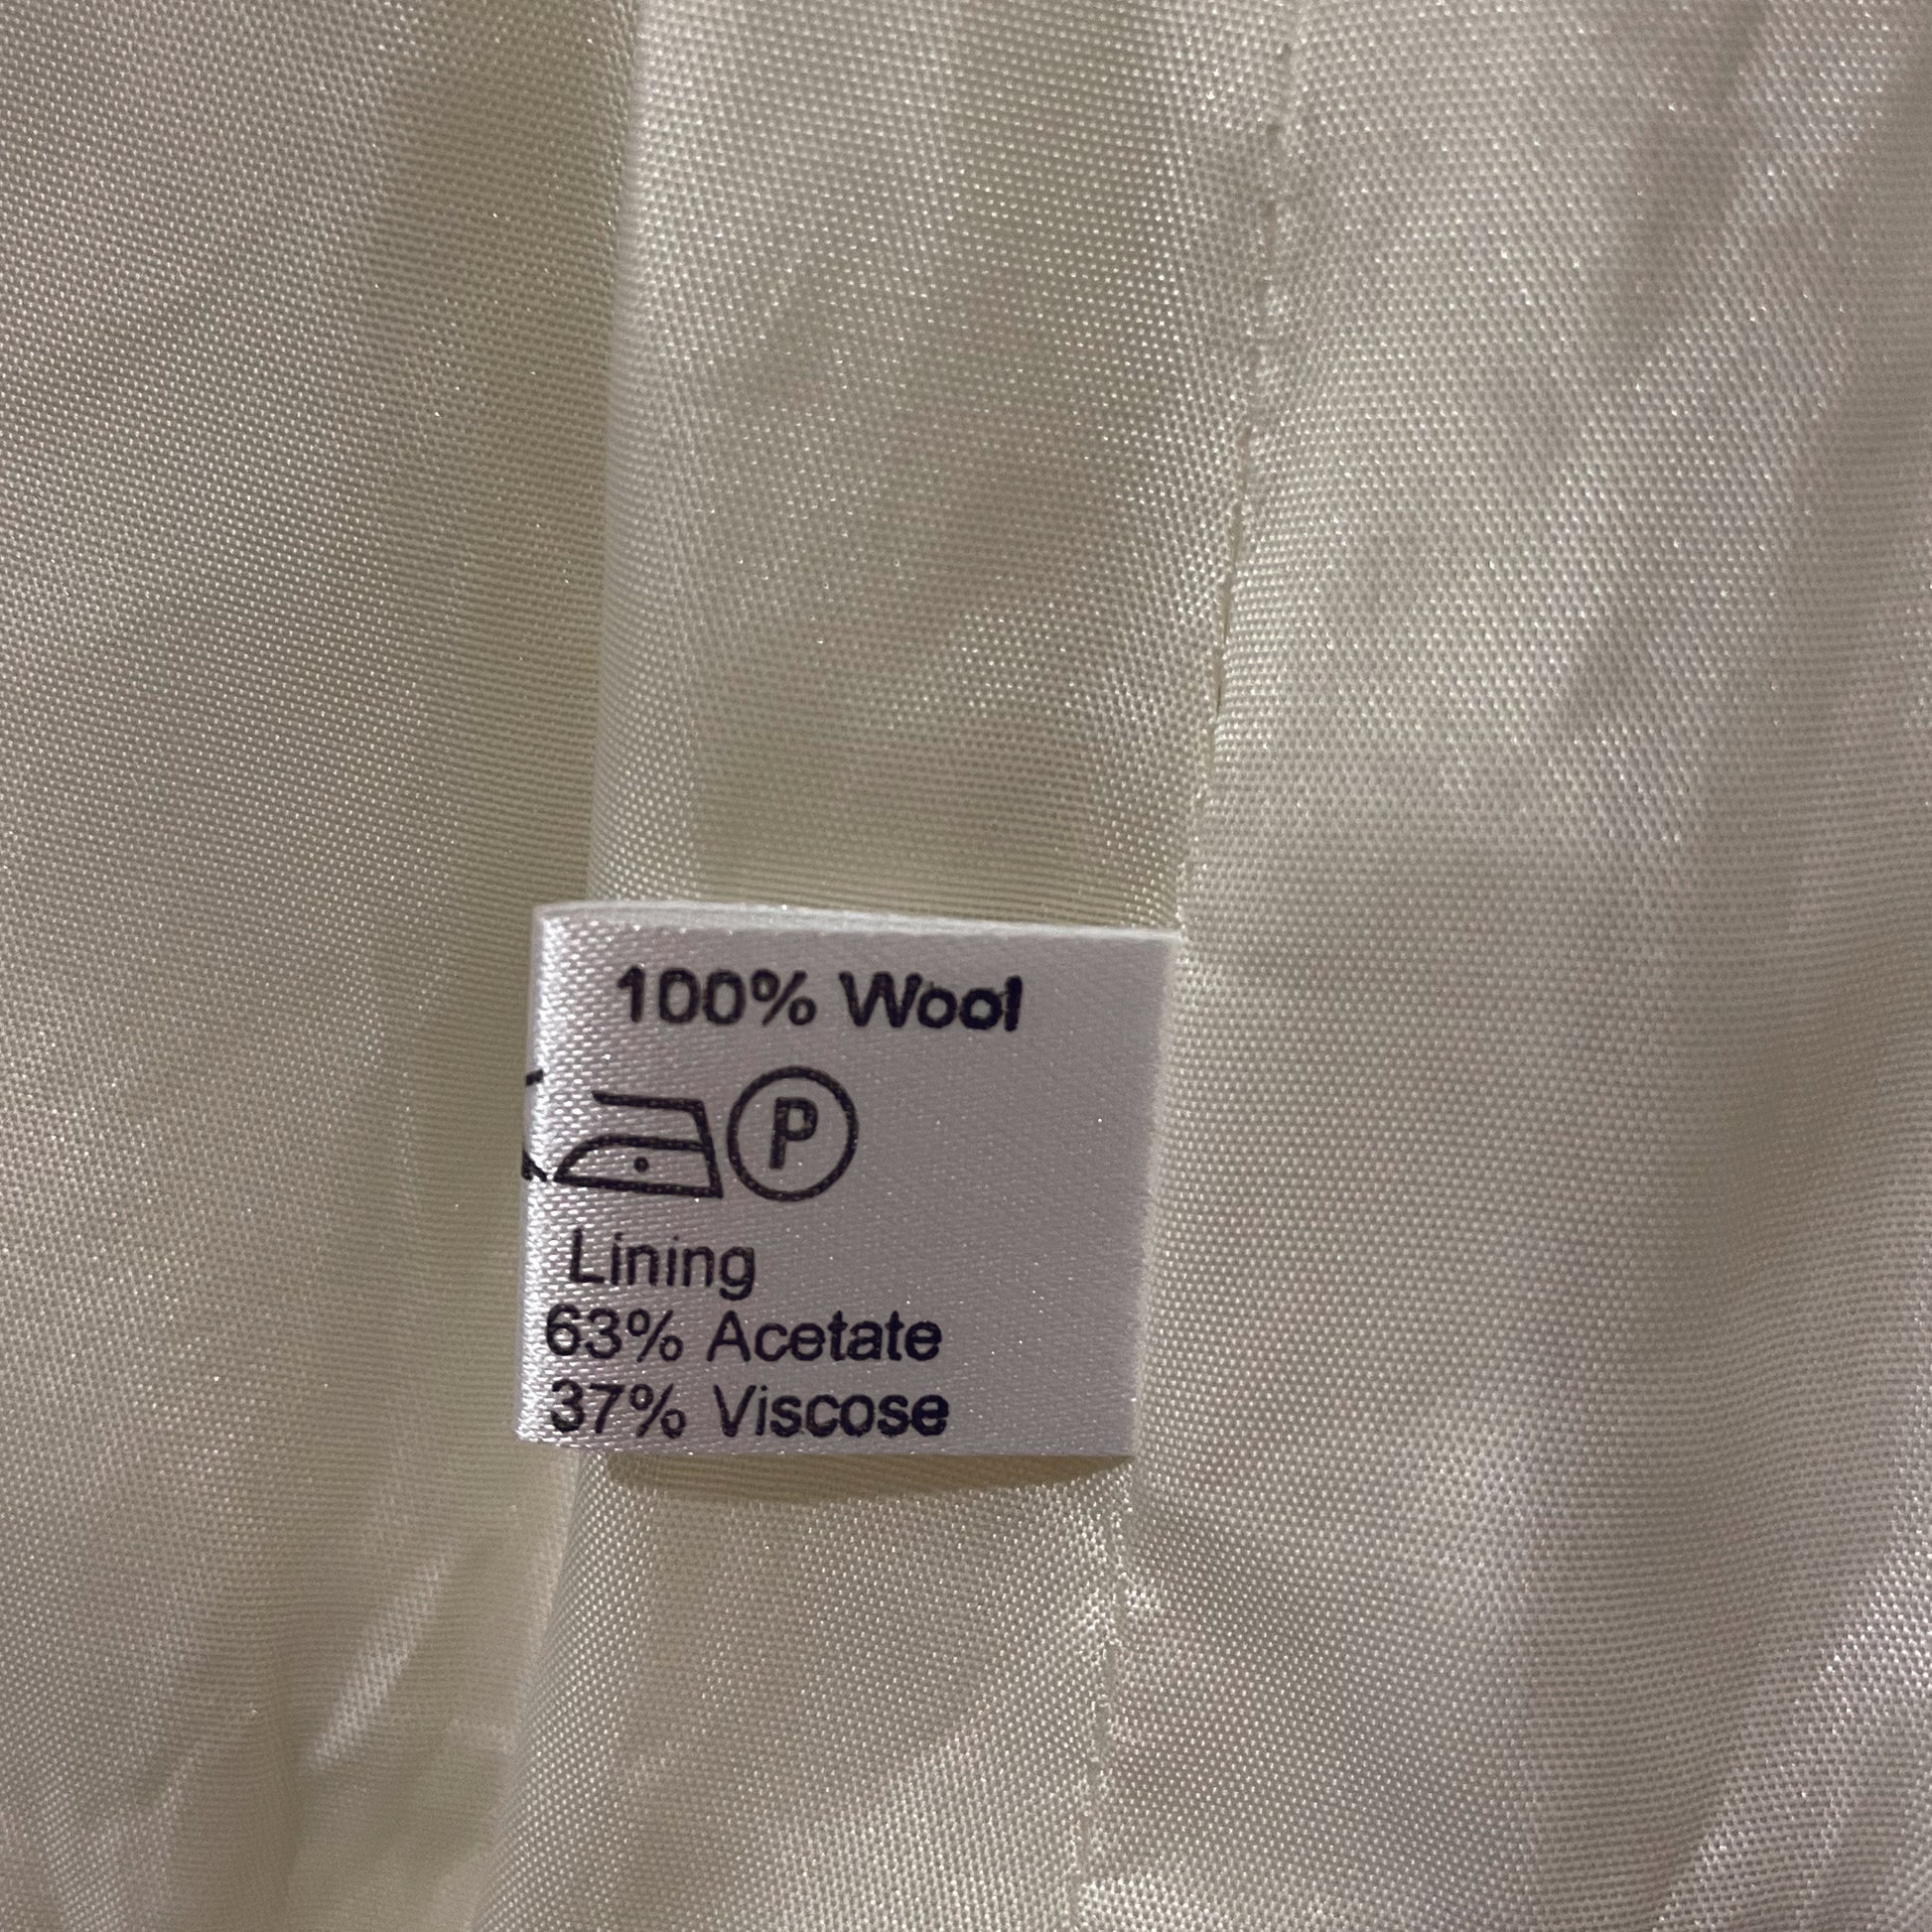 100% Wool
P
Lining
63% Acetate
37% Viscose